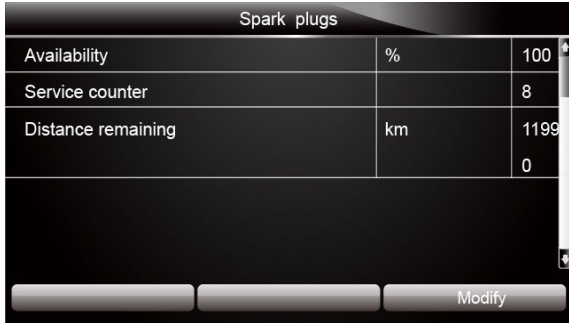 Spark plugs
Availability % 100
Service counter 8
Distance remaining km 1199
0
Modify